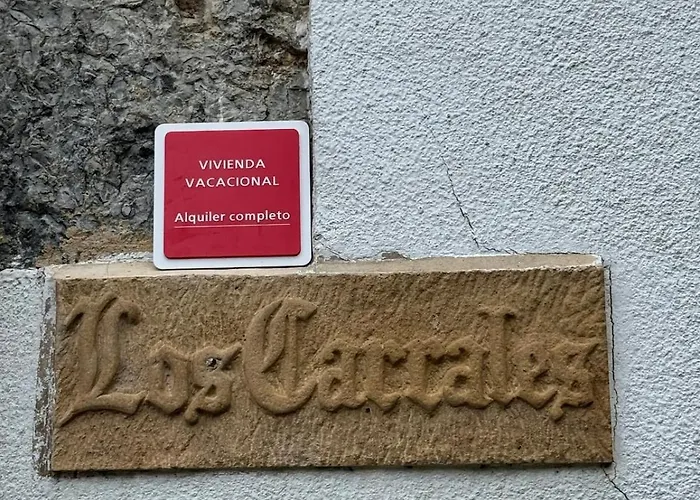 VIVIENDA
VACACIONAL
Alquiler completo
Los Carrales